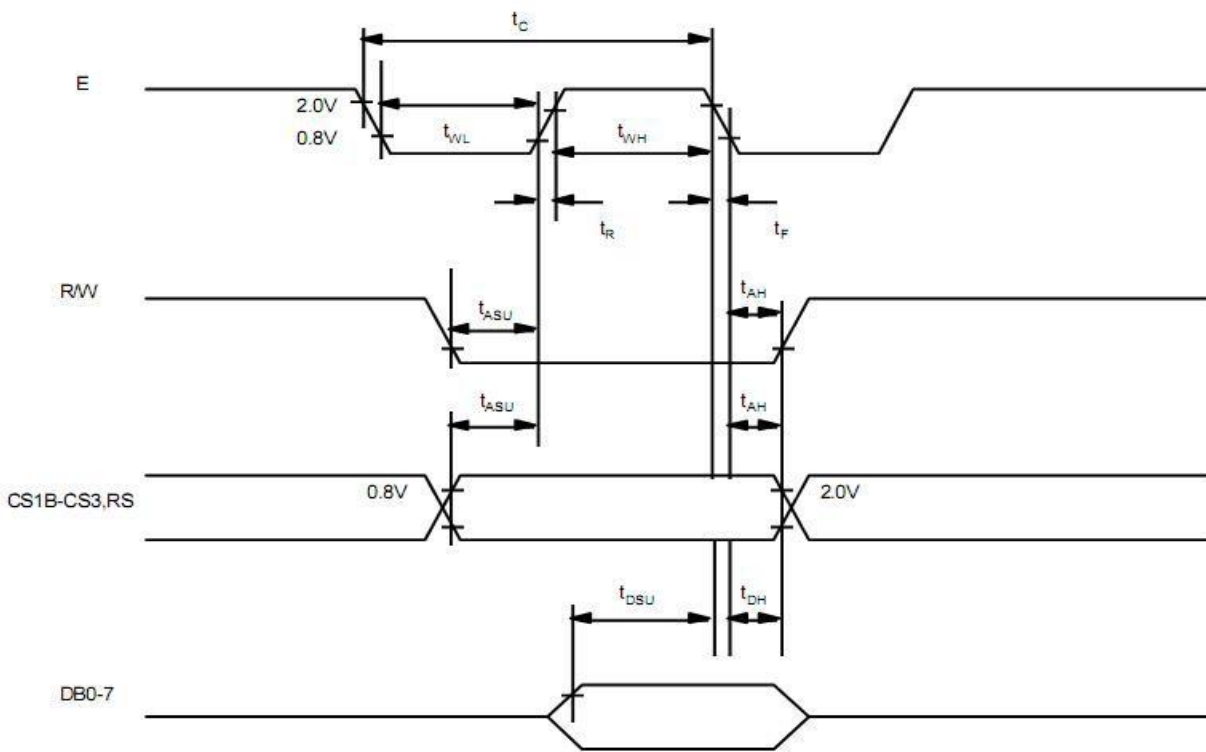 tC
E
2.0V
0.8V
tWL
tWH
tR
tF
R/W
tASU
tAH
tASU
tAH
CS1B-CS3,RS
0.8V
2.0V
tDSU
tDH
DB0-7